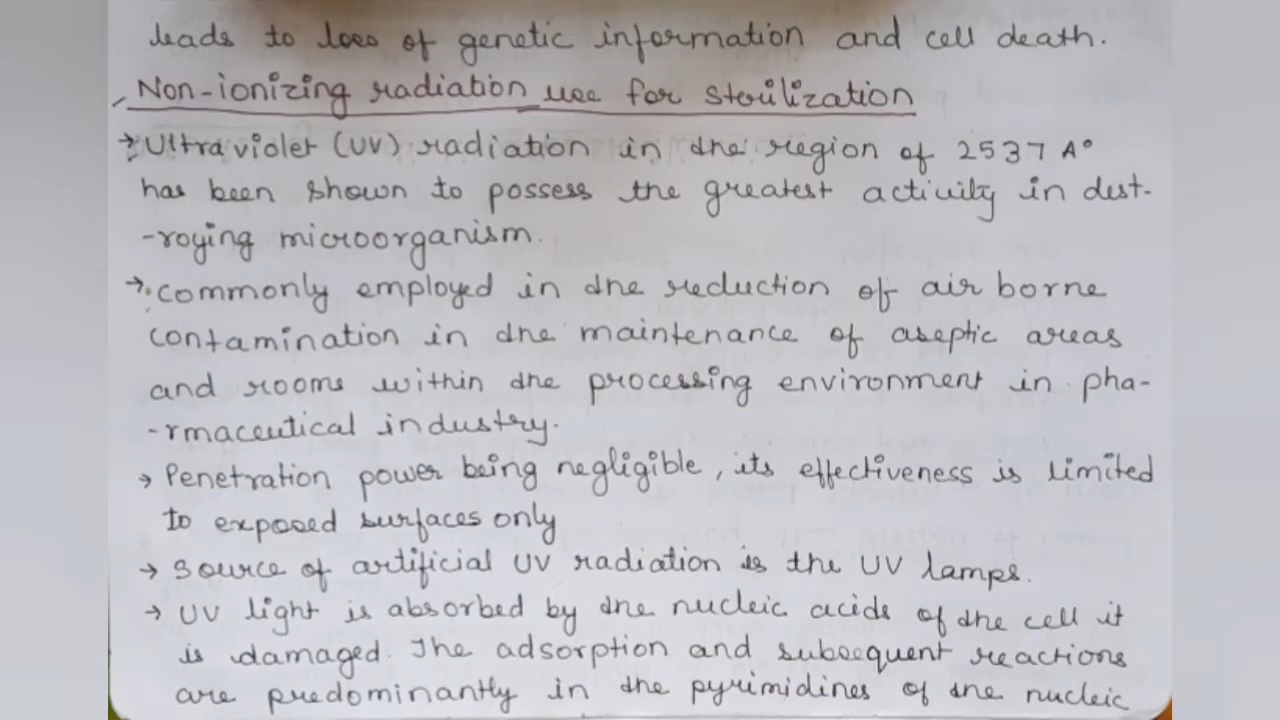 leads to loss of genetic information and cell death.
Non-ionizing radiation use for sterilization
→ Ultraviolet (UV) radiation in the region of 2537 A°
has been shown to possess the greatest activity in dest-
-roying microorganism.
→ Commonly employed in the reduction of air borne
contamination in the maintenance of aseptic areas
and rooms within the processing environment in pha-
-rmaceutical industry.
→ Penetration power being negligible, its effectiveness is limited
to exposed surfaces only
→ Source of artificial UV radiation is the UV lamps.
→ UV light is absorbed by the nucleic acids of the cell it
is damaged. The adsorption and subsequent reactions
are predominantly in the pyrimidines of the nucleic